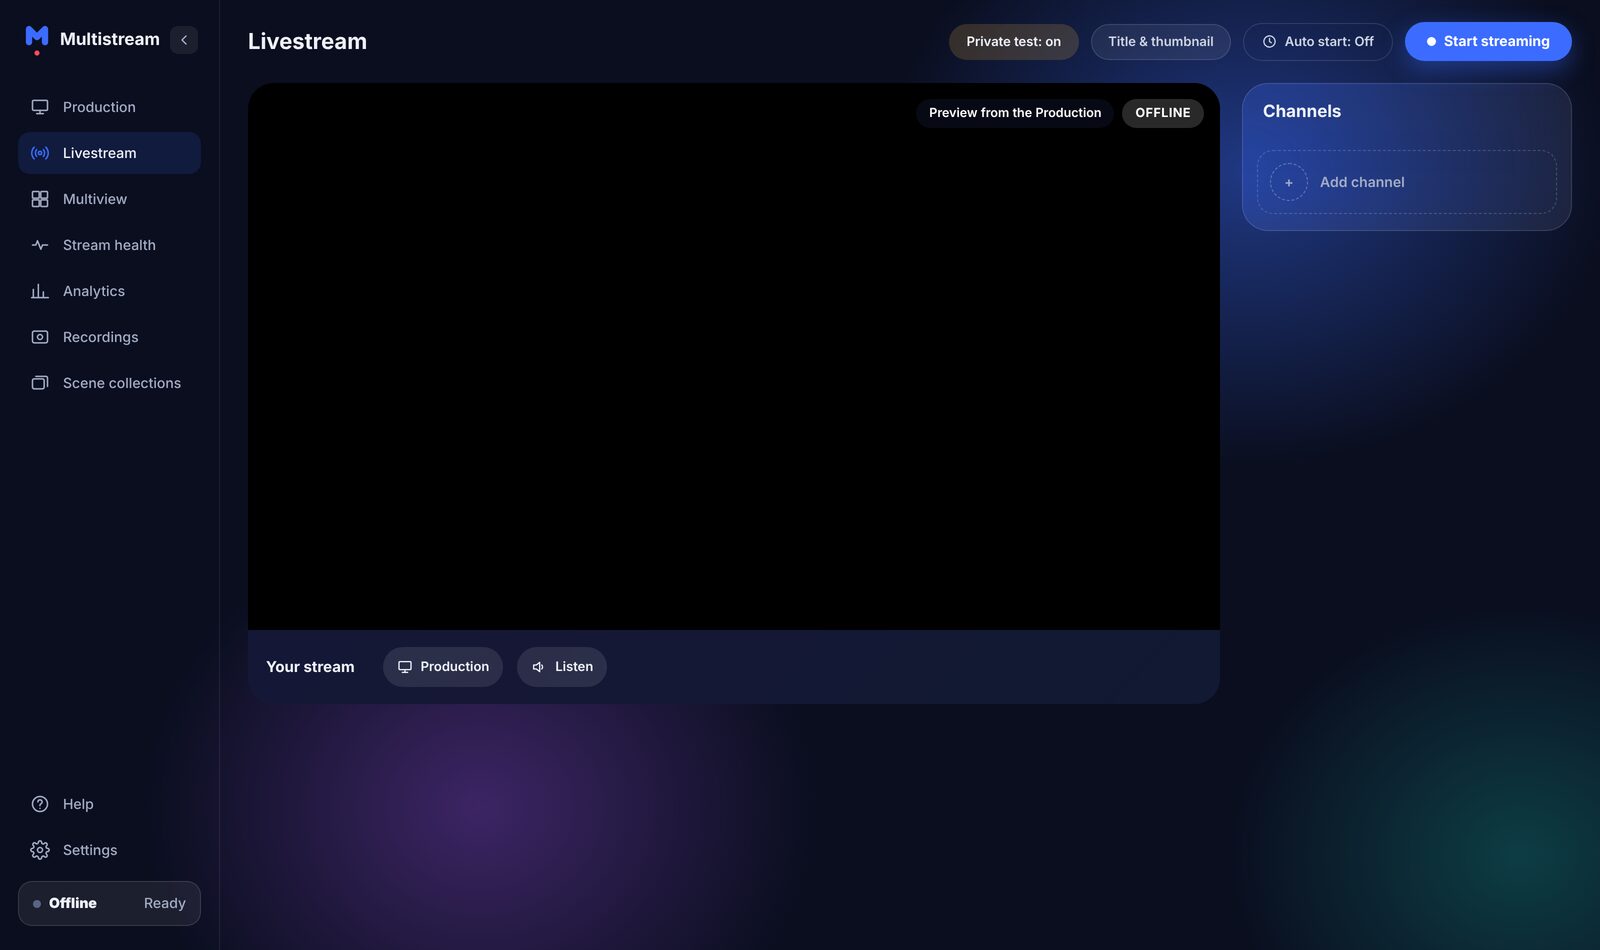 Multistream
Production
Livestream
Multiview
Stream health
Analytics
Recordings
Scene collections
Help
Settings
Offline Ready
Livestream
Private test: on
Title & thumbnail
Auto start: Off
Start streaming
Preview from the Production
OFFLINE
Your stream
Production
Listen
Channels
+ Add channel